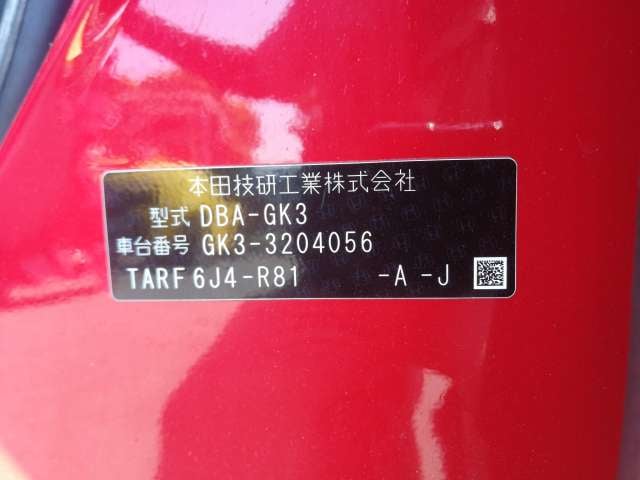 本田技研工業株式会社
型式 DBA-GK3
車台番号 GK3-3204056
TARF 6J4-R81 -A -J